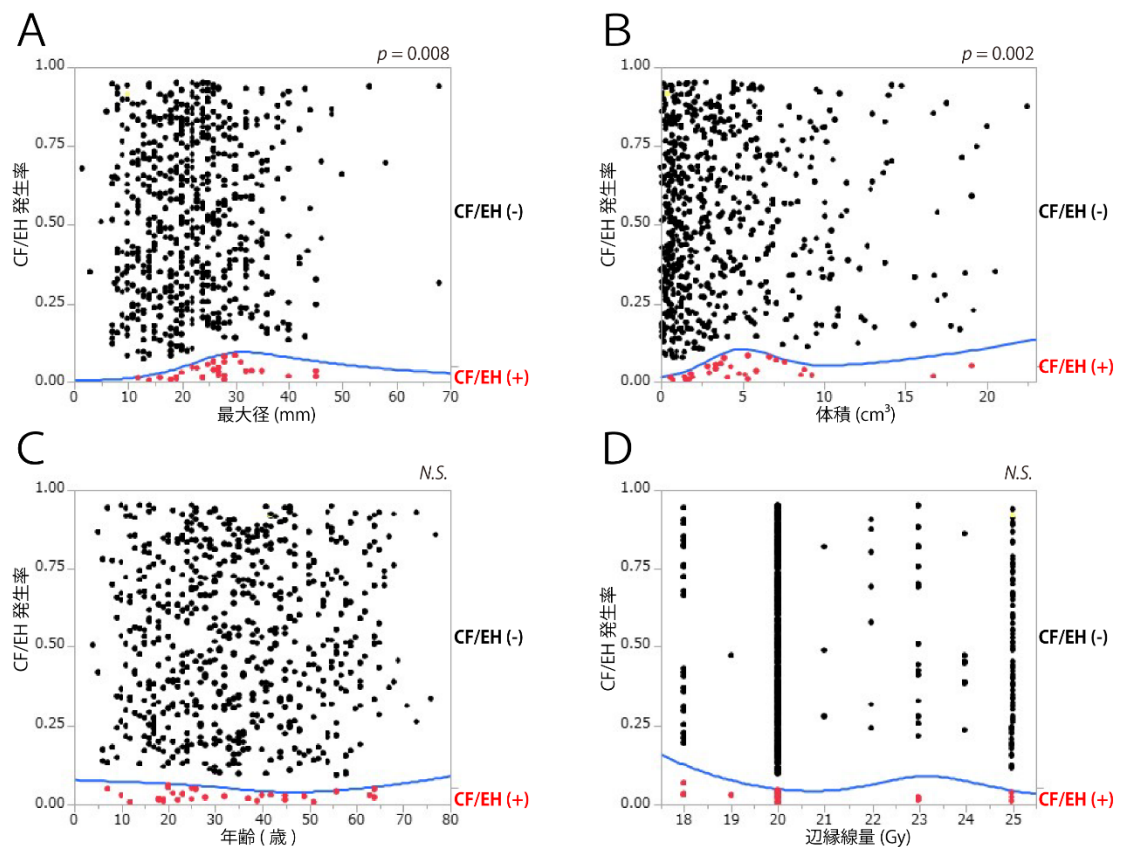 A
p = 0.008
1.00
0.75
0.50
0.25
0.00
CF/EH 発生率
0 10 20 30 40 50 60 70
最大径 (mm)
CF/EH (-)
CF/EH (+)
B
p = 0.002
1.00
0.75
0.50
0.25
0.00
CF/EH 発生率
0 5 10 15 20
体積 (cm³)
CF/EH (-)
CF/EH (+)
C
N.S.
1.00
0.75
0.50
0.25
0.00
CF/EH 発生率
0 10 20 30 40 50 60 70 80
年齢 ( 歳 )
CF/EH (-)
CF/EH (+)
D
N.S.
1.00
0.75
0.50
0.25
0.00
CF/EH 発生率
18 19 20 21 22 23 24 25
辺縁線量 (Gy)
CF/EH (-)
CF/EH (+)